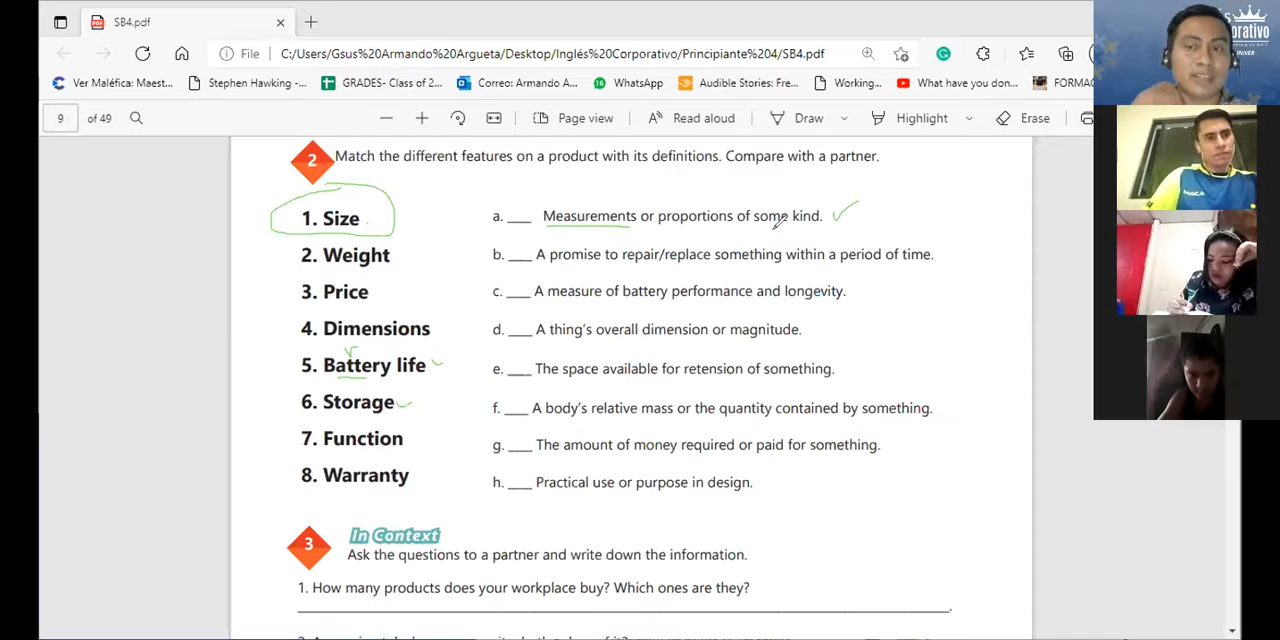 SB4.pdf
File C:/Users/Gsus%20Armando%20Argueta/Desktop/Inglés%20Corporativo/Principiante%204/SB4.pdf
Ver Maléfica: Maest... Stephen Hawking -... GRADES- Class of 2... Correo: Armando A... WhatsApp Audible Stories: Fre... Working... What have you don... FORMAC
9 of 49 Page view Read aloud Draw Highlight Erase
2 Match the different features on a product with its definitions. Compare with a partner.
1. Size
2. Weight
3. Price
4. Dimensions
5. Battery life
6. Storage
7. Function
8. Warranty
a. ___ Measurements or proportions of some kind.
b. ___ A promise to repair/replace something within a period of time.
c. ___ A measure of battery performance and longevity.
d. ___ A thing's overall dimension or magnitude.
e. ___ The space available for retension of something.
f. ___ A body's relative mass or the quantity contained by something.
g. ___ The amount of money required or paid for something.
h. ___ Practical use or purpose in design.
3 In Context
Ask the questions to a partner and write down the information.
1. How many products does your workplace buy? Which ones are they?